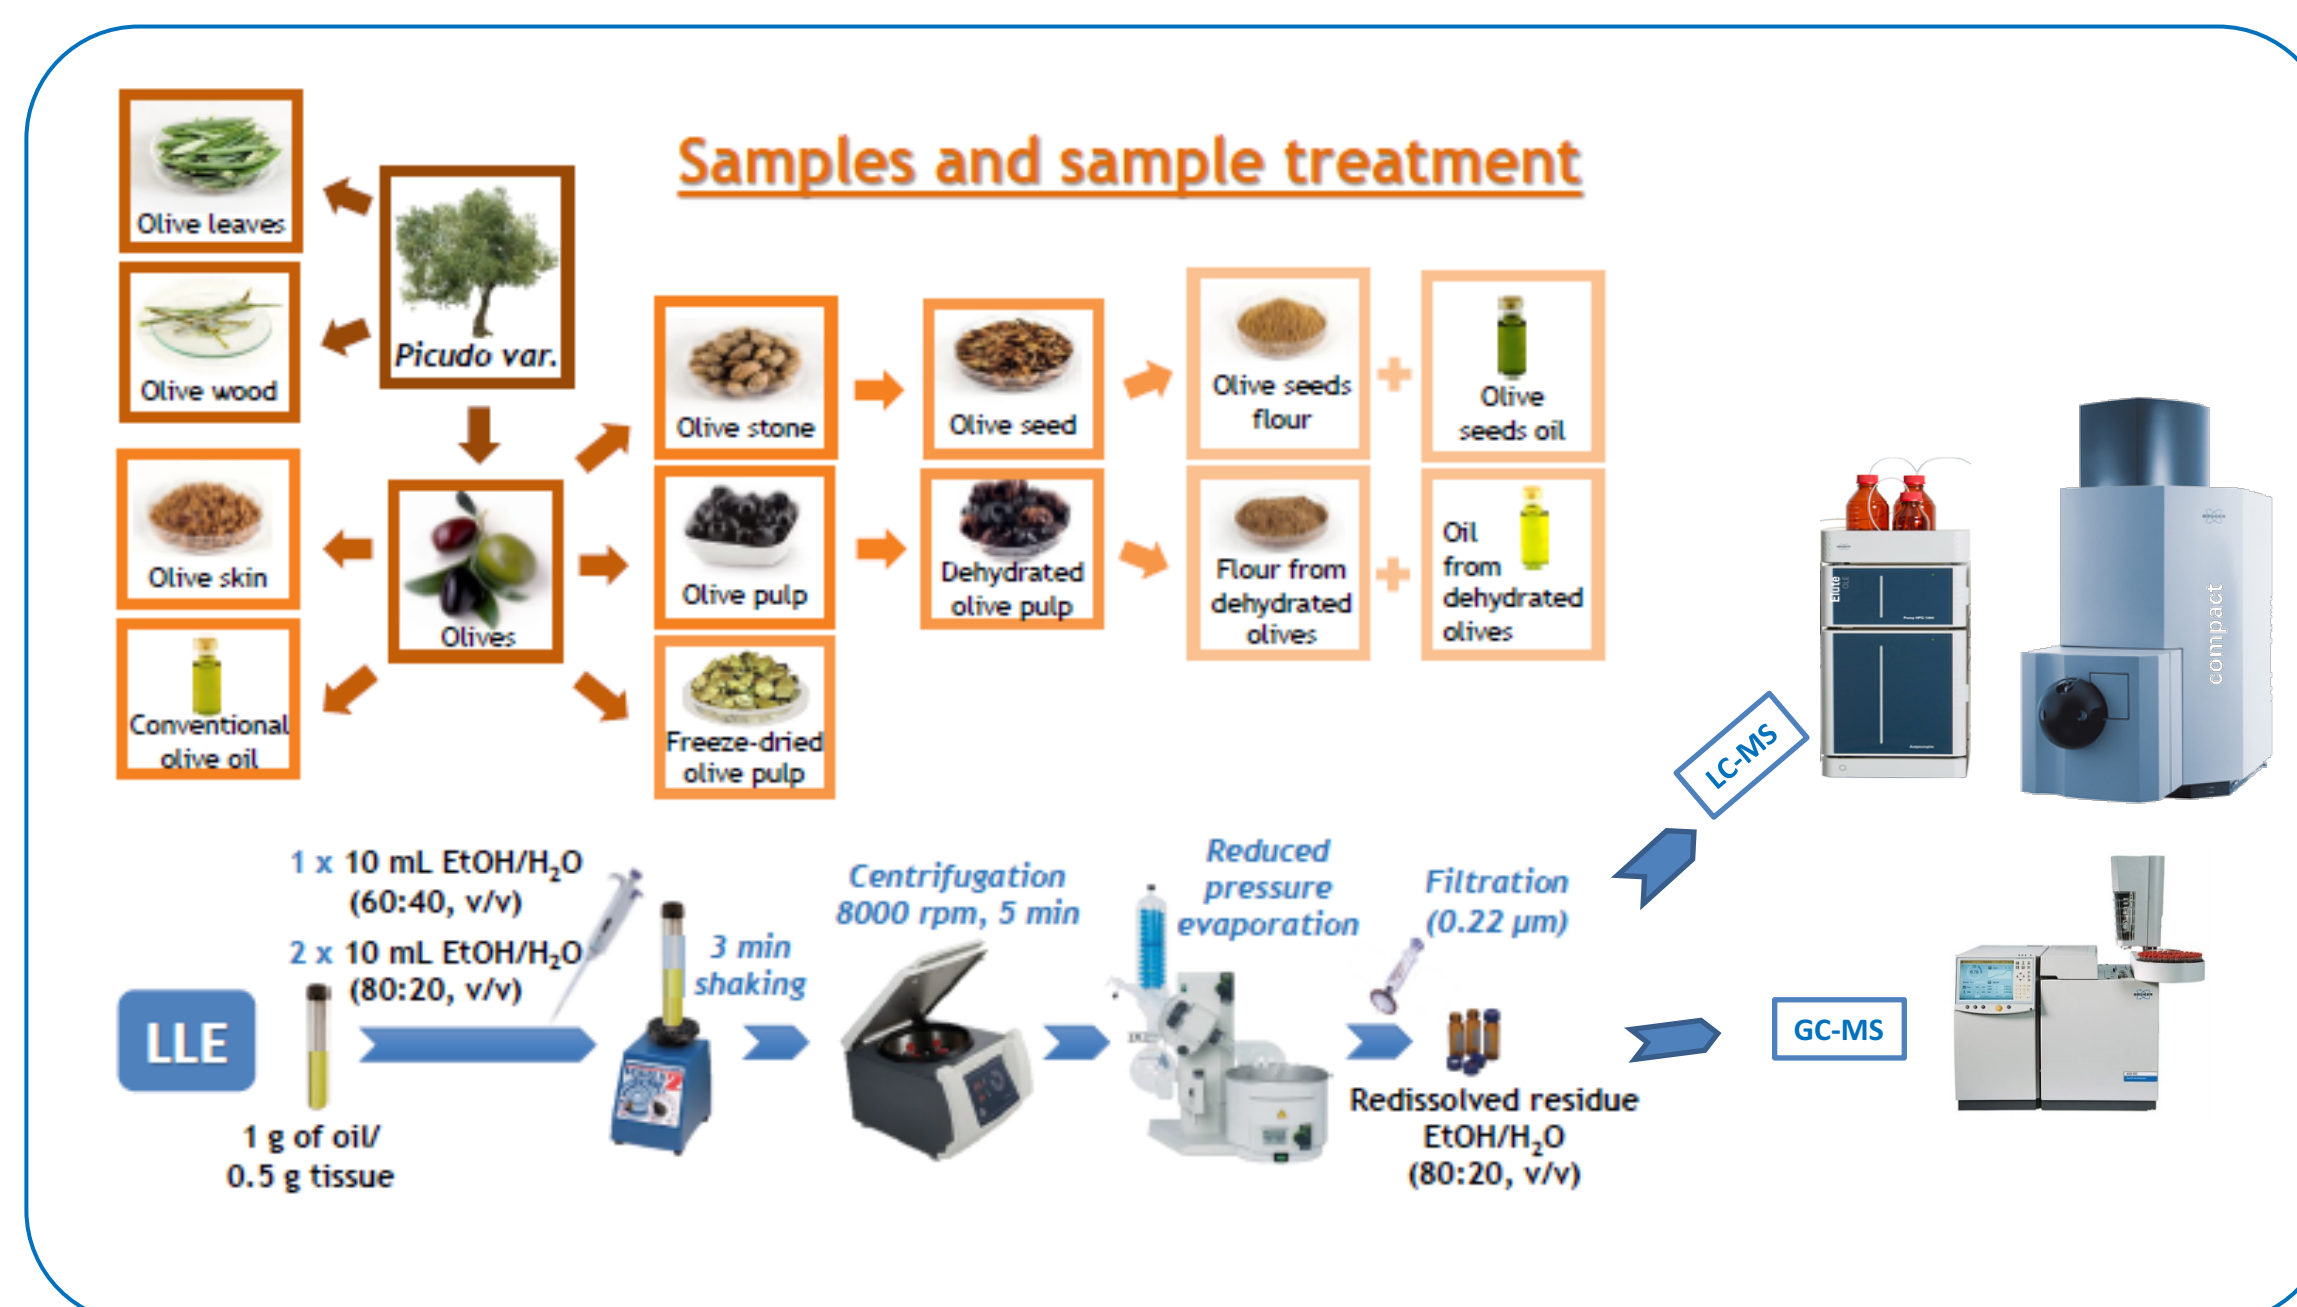 Samples and sample treatment
Olive leaves
Olive wood
Picudo var.
Olive skin
Conventional
olive oil
Olives
Olive stone
Olive pulp
Freeze-dried
olive pulp
Olive seed
Dehydrated
olive pulp
Olive seeds
flour
Olive
seeds oil
Flour from
dehydrated
olives
Oil
from
dehydrated
olives
Elute
compact
LC-MS
GC-MS
LLE
1 g of oil/
0.5 g tissue
1 x 10 mL EtOH/H₂O
(60:40, v/v)
2 x 10 mL EtOH/H₂O
(80:20, v/v)
3 min
shaking
Centrifugation
8000 rpm, 5 min
Reduced
pressure
evaporation
Filtration
(0.22 µm)
Redissolved residue
EtOH/H₂O
(80:20, v/v)